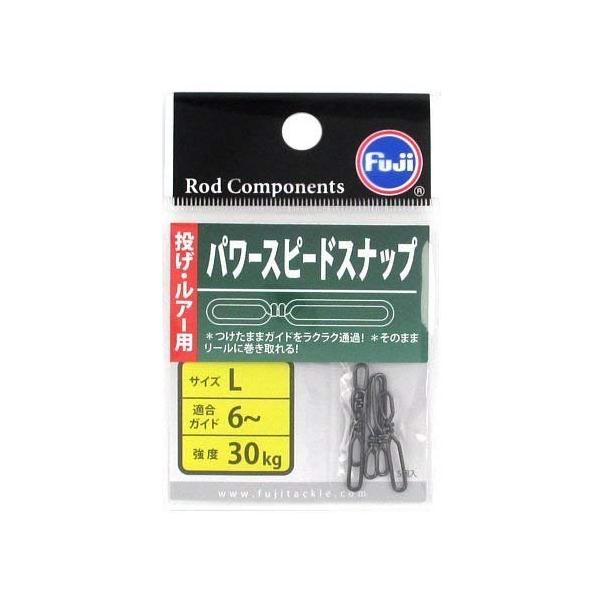 Fuji
®
Rod Components
投げ・ルアー用
パワースピードスナップ
*つけたままガイドをラクラク通過! *そのまま
リールに巻き取れる!
サイズ L
適合ガイド 6~
強度 30kg
5個入
www.fujitackle.com